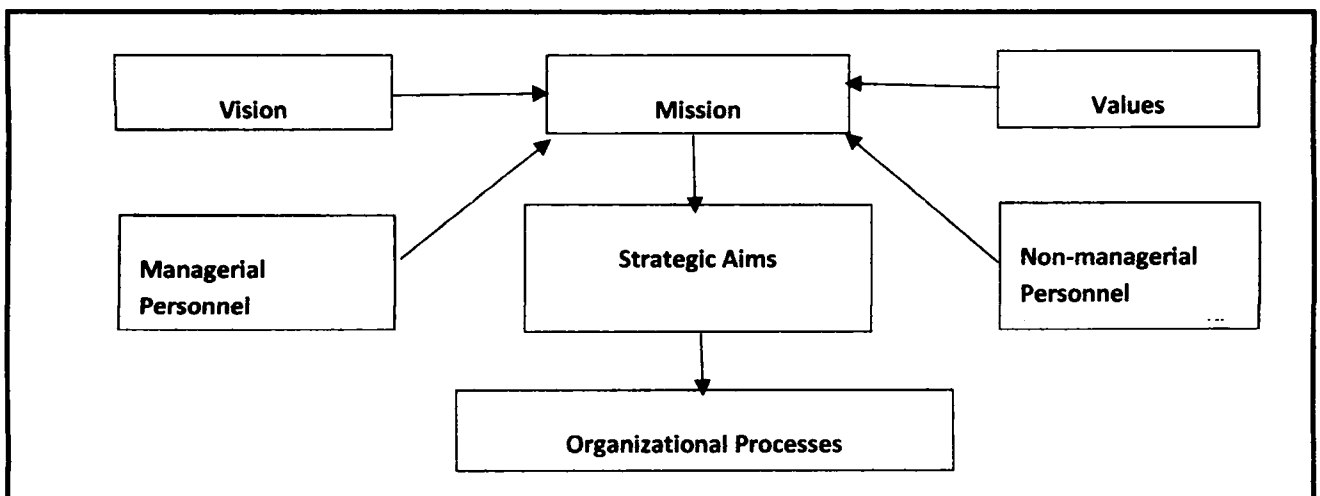 Vision
Mission
Values
Managerial
Personnel
Strategic Aims
Non-managerial
Personnel
Organizational Processes